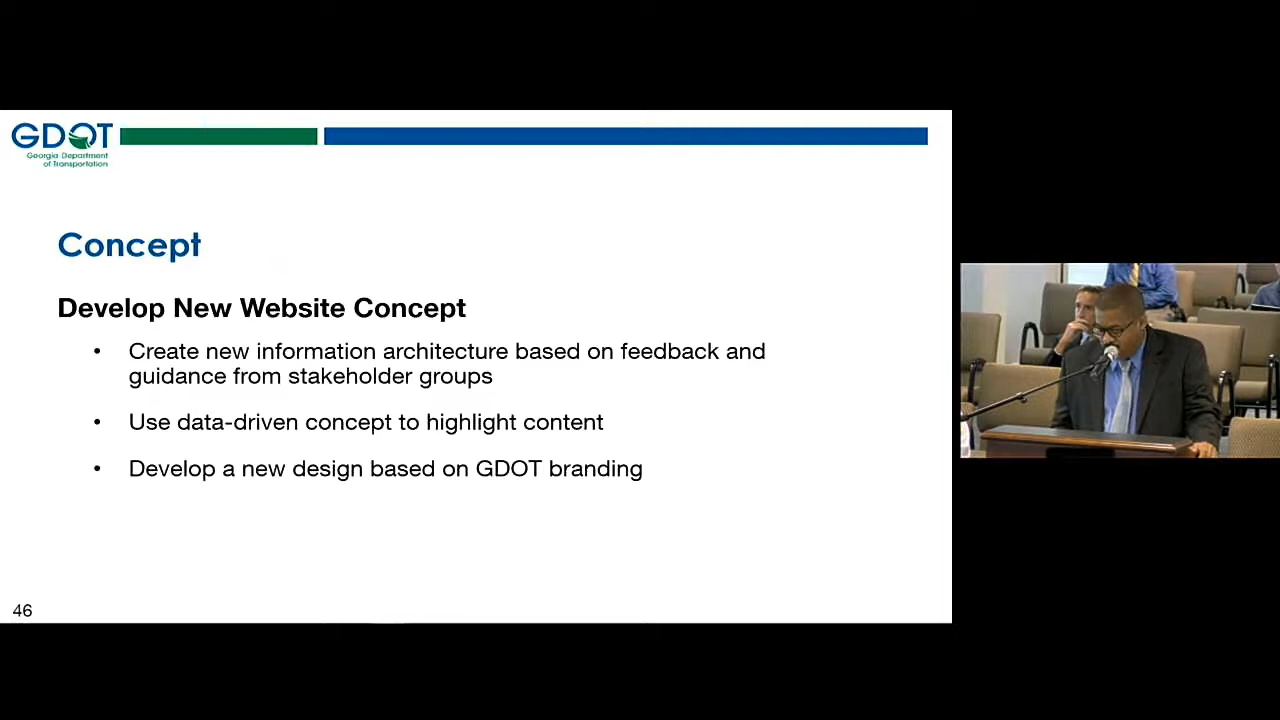 GDOT
Georgia Department
of Transportation
Concept
Develop New Website Concept
• Create new information architecture based on feedback and
guidance from stakeholder groups
• Use data-driven concept to highlight content
• Develop a new design based on GDOT branding
46